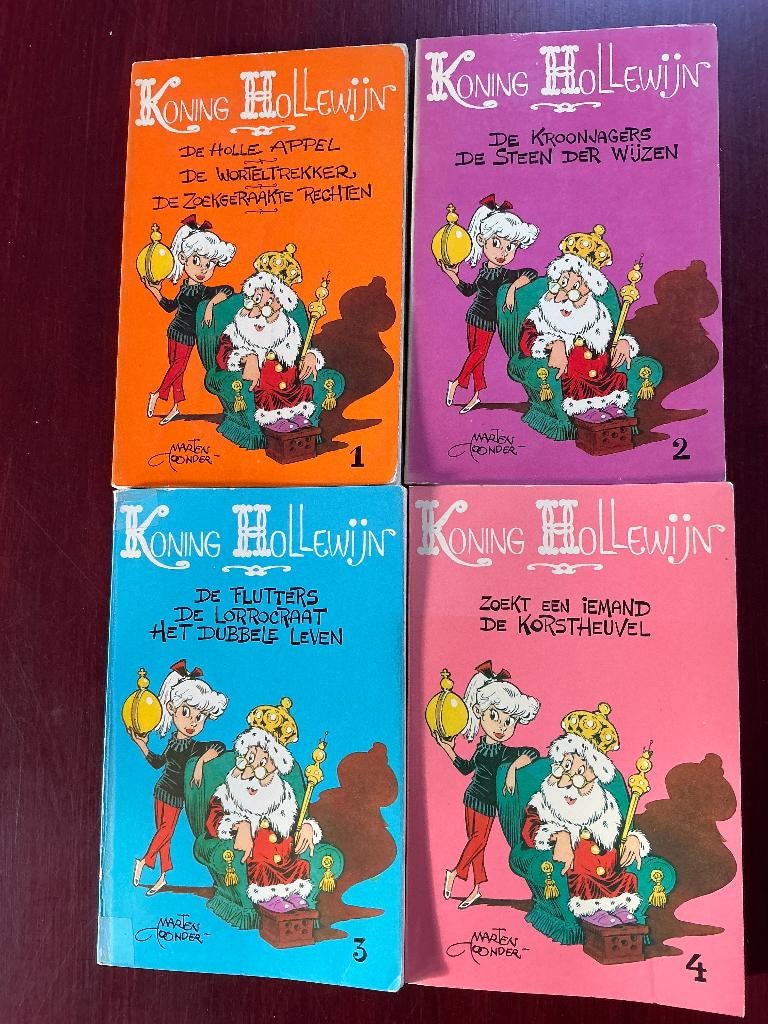 Koning Hollewijn
De Holle Appel
De Worteltrekker
De Zoekgeraakte Rechten
Marten Toonder
1
Koning Hollewijn
De Kroonjagers
De Steen der Wijzen
Marten Toonder
2
Koning Hollewijn
De Flutters
De Lorrocraat
Het Dubbele Leven
Marten Toonder
3
Koning Hollewijn
Zoekt een iemand
De Korstheuvel
Marten Toonder
4